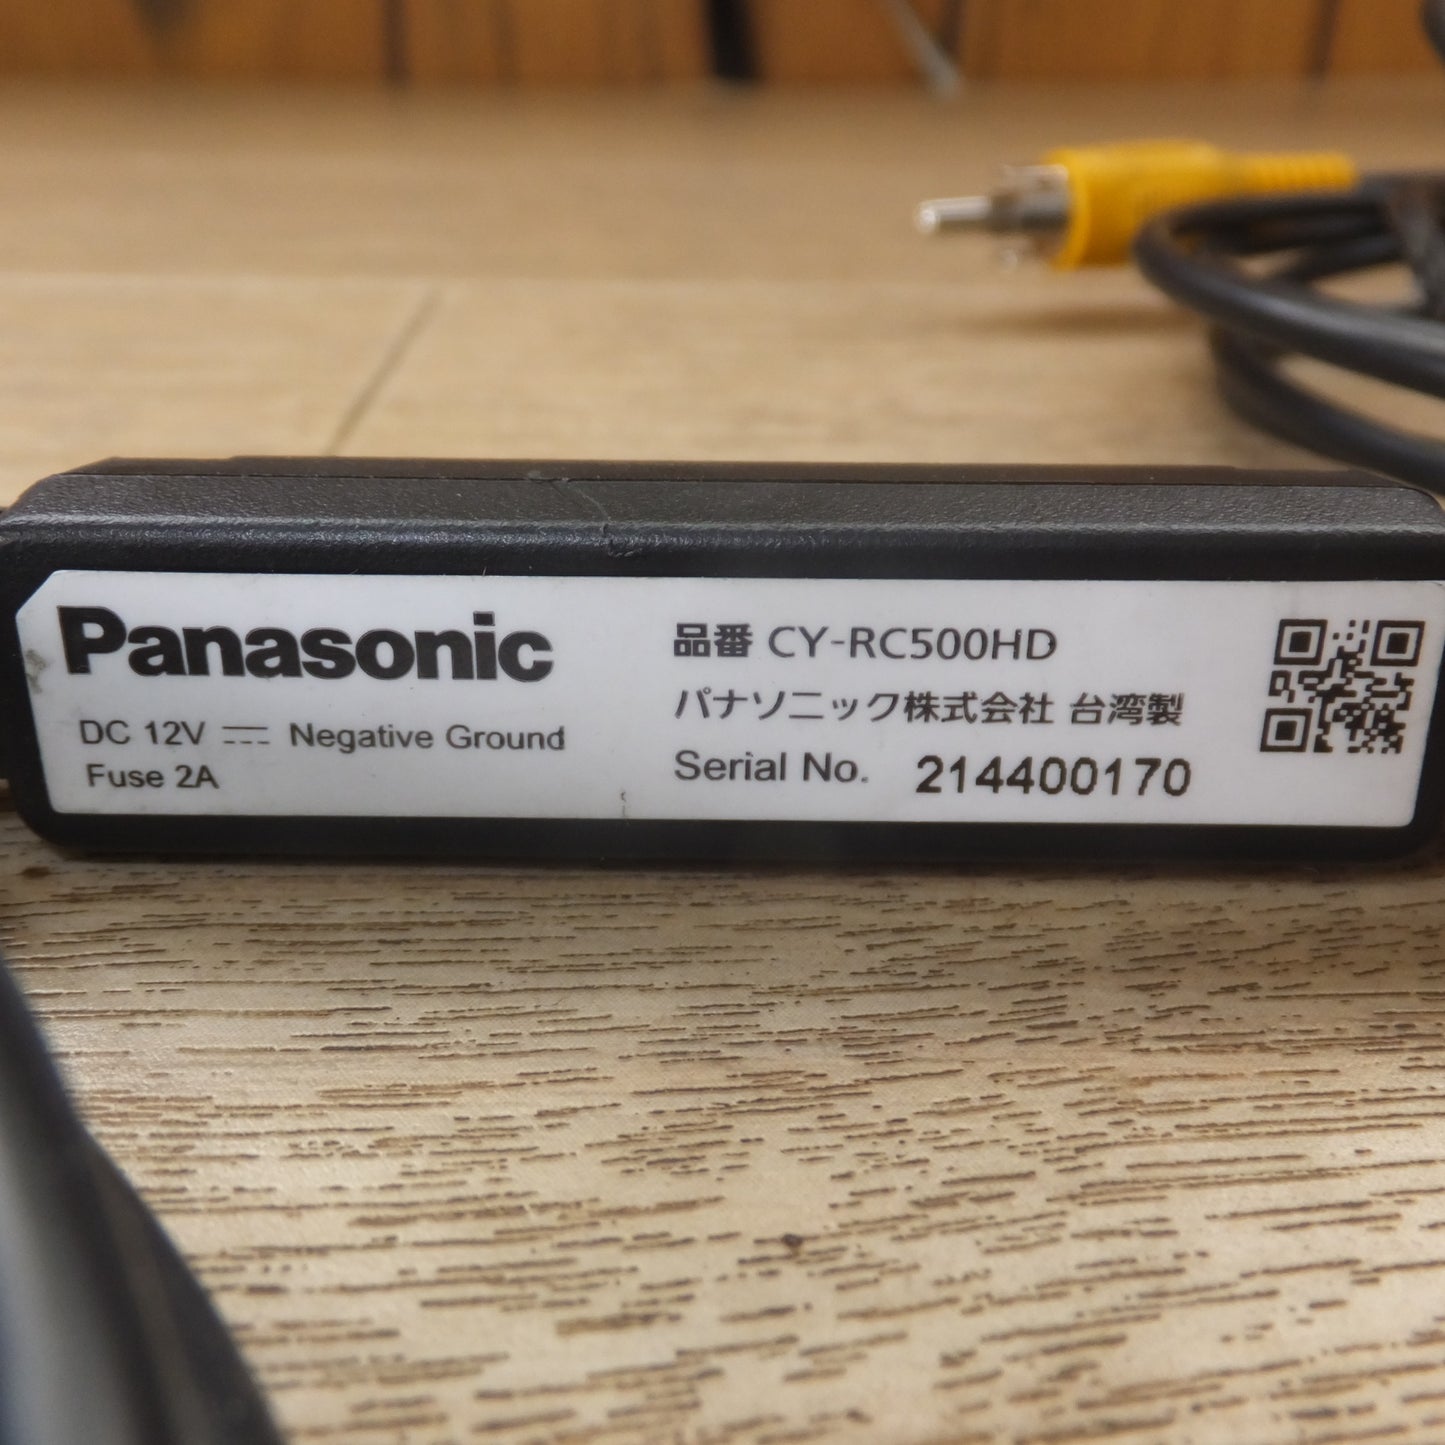 Panasonic
DC 12V ⎓ Negative Ground
Fuse 2A
品番 CY-RC500HD
パナソニック株式会社 台湾製
Serial No. 214400170